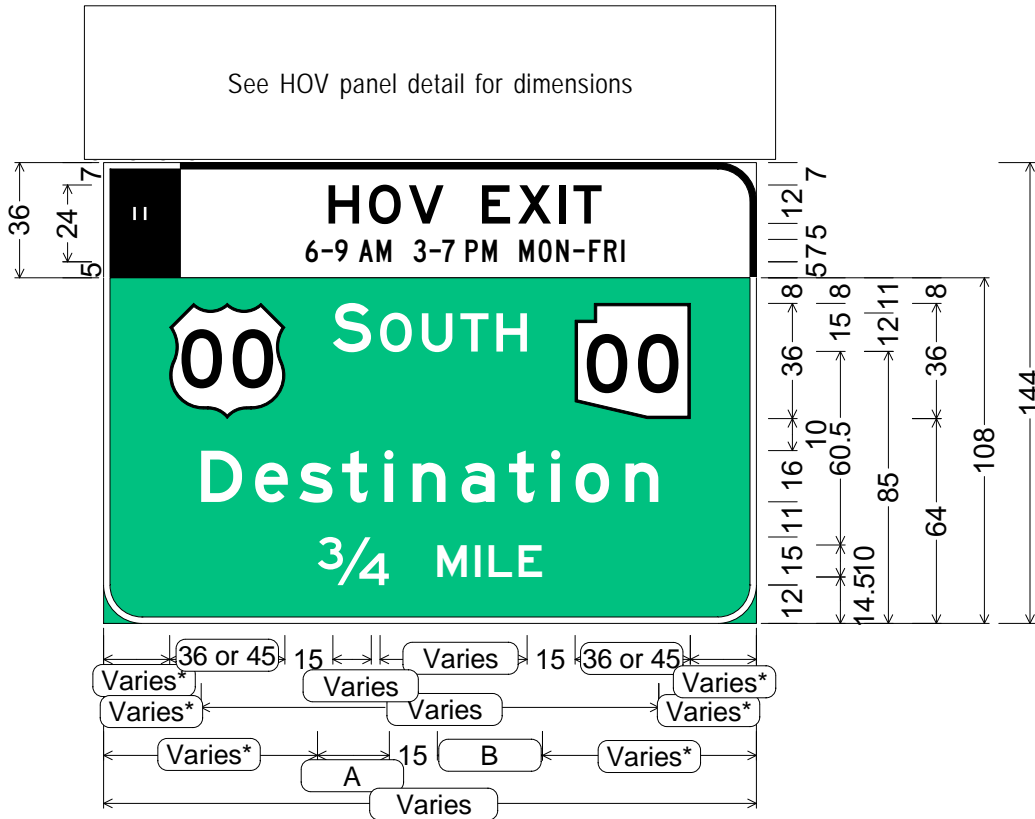 See HOV panel detail for dimensions
HOV EXIT
6-9 AM 3-7 PM MON-FRI
00
SOUTH
00
Destination
3/4 MILE
36
7
24
5
7
12
5
7
5
8
36
10
16
11
15
12
8
15
60.5
10
14.5
11
12
85
8
36
64
108
144
36 or 45
15
Varies
15
36 or 45
Varies*
Varies
Varies*
Varies*
Varies
Varies*
Varies*
15
B
Varies*
A
Varies